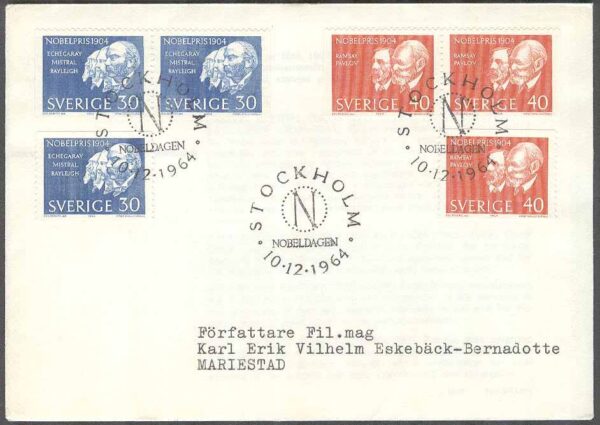 NOBELPRIS 1904
ECHEGARAY
MISTRAL
RAYLEIGH
SVERIGE 30
NOBELPRIS 1904
ECHEGARAY
MISTRAL
RAYLEIGH
SVERIGE 30
NOBELPRIS 1904
RAMSAY
PAVLOV
SVERIGE 40
NOBELPRIS 1904
RAMSAY
PAVLOV
SVERIGE 40
STOCKHOLM
N
NOBELDAGEN
10.12.1964
STOCKHOLM
N
NOBELDAGEN
10.12.1964
NOBELPRIS 1904
ECHEGARAY
MISTRAL
RAYLEIGH
SVERIGE 30
NOBELPRIS 1904
RAMSAY
PAVLOV
SVERIGE 40
STOCKHOLM
N
NOBELDAGEN
10.12.1964
Författare Fil.mag
Karl Erik Vilhelm Eskebäck-Bernadotte
MARIESTAD